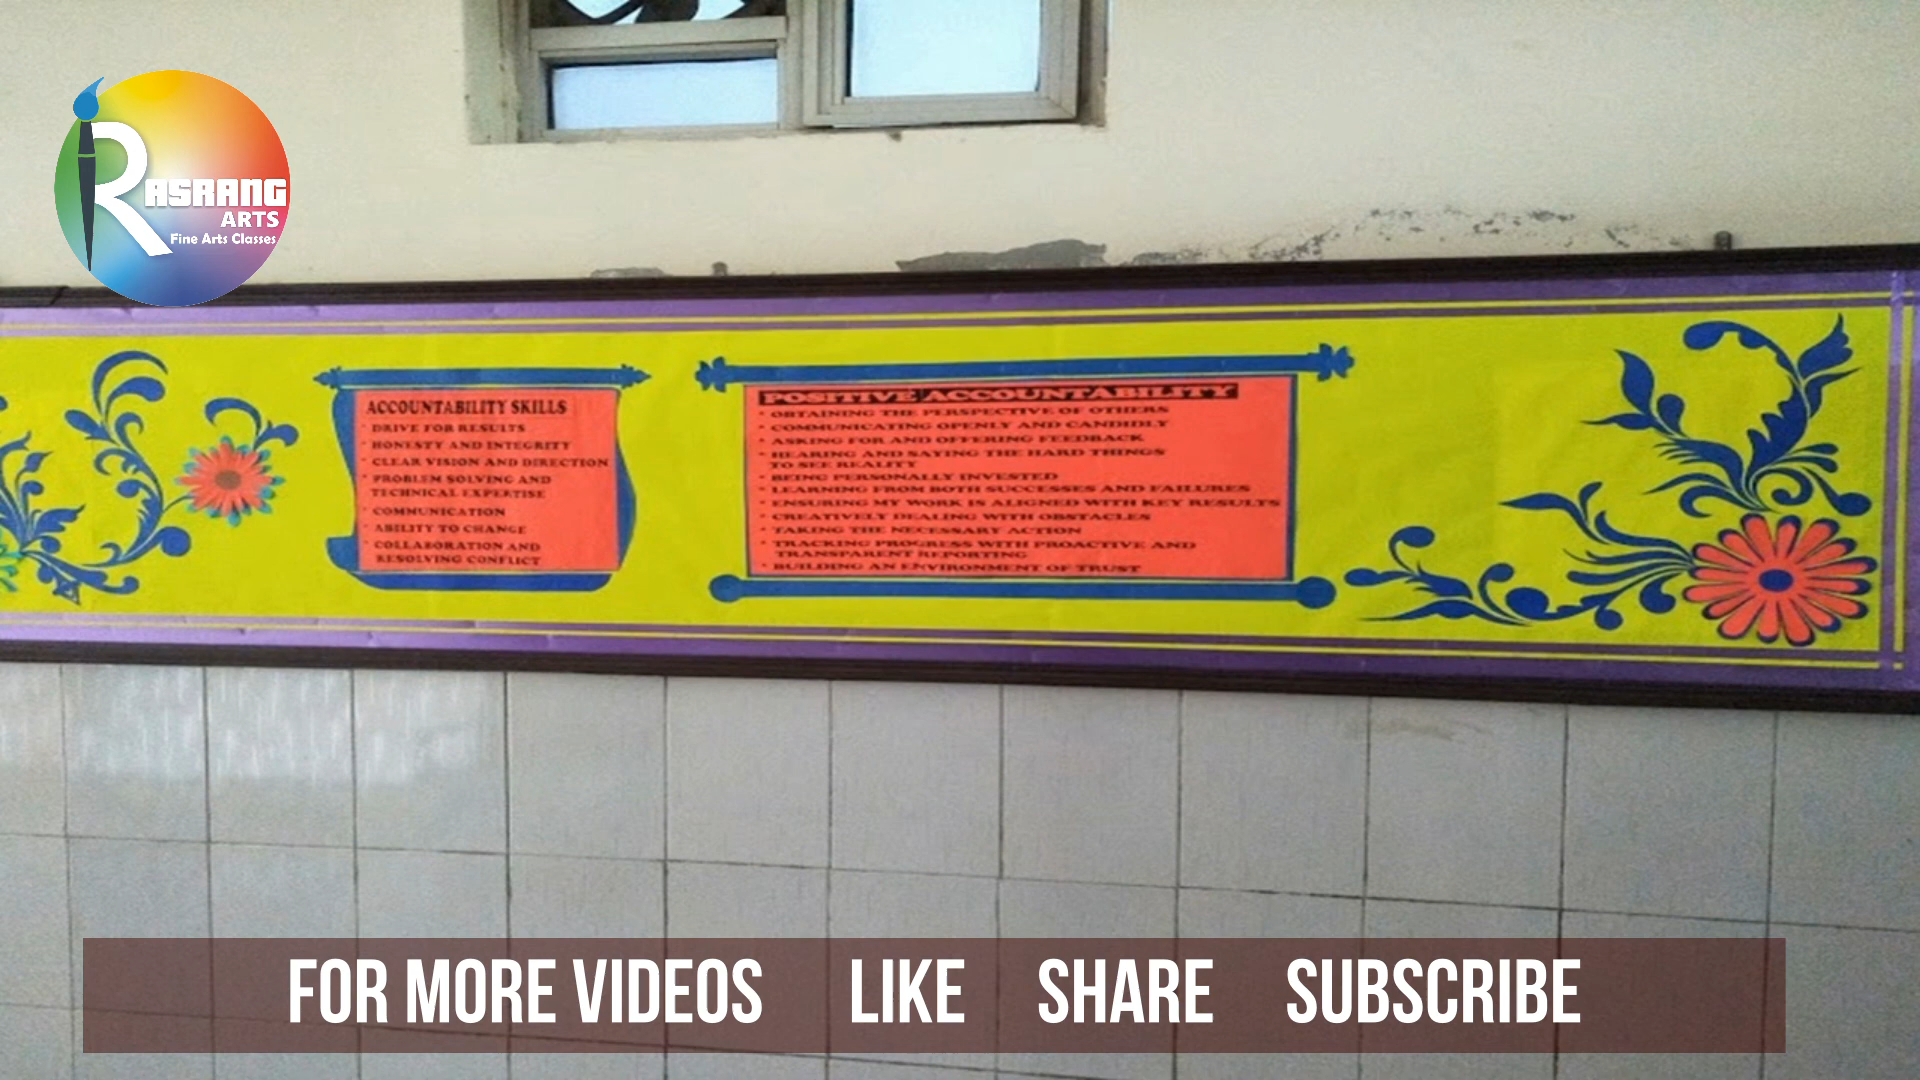 RASRANG
ARTS
Fine Arts Classes
ACCOUNTABILITY SKILLS
DRIVE FOR RESULTS
HONESTY AND INTEGRITY
CLEAR VISION AND DIRECTION
PROBLEM SOLVING AND
TECHNICAL EXPERTISE
COMMUNICATION
ABILITY TO CHANGE
COLLABORATION AND
RESOLVING CONFLICT
POSITIVE ACCOUNTABILITY
OBTAINING THE PERSPECTIVE OF OTHERS
COMMUNICATING OPENLY AND CANDIDLY
ASKING FOR AND OFFERING FEEDBACK
HEARING AND SAYING THE HARD THINGS
TO SEE REALITY
BEING PERSONALLY INVESTED
LEARNING FROM BOTH SUCCESSES AND FAILURES
ENSURING MY WORK IS ALIGNED WITH KEY RESULTS
CREATIVELY DEALING WITH OBSTACLES
TAKING THE NECESSARY ACTION
TRACKING PROGRESS WITH PROACTIVE AND
TRANSPARENT REPORTING
BUILDING AN ENVIRONMENT OF TRUST
FOR MORE VIDEOS LIKE SHARE SUBSCRIBE